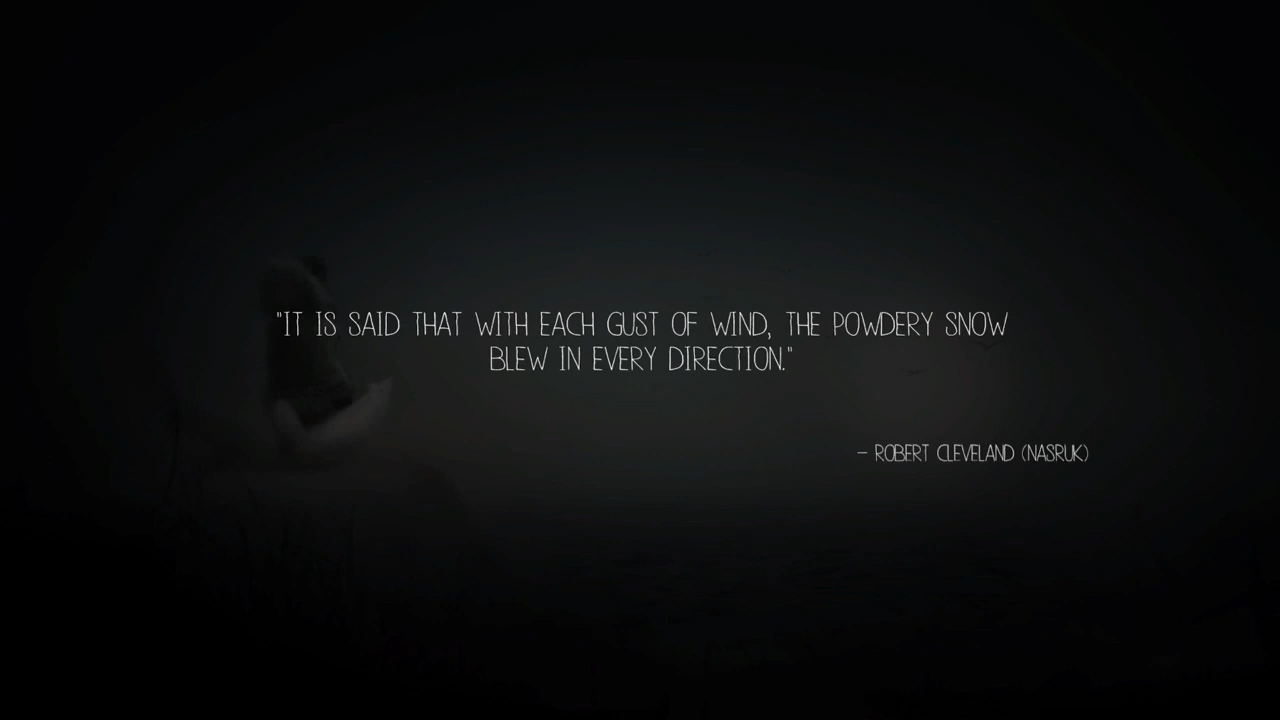 "IT IS SAID THAT WITH EACH GUST OF WIND, THE POWDERY SNOW
BLEW IN EVERY DIRECTION."
– ROBERT CLEVELAND (NASRUK)